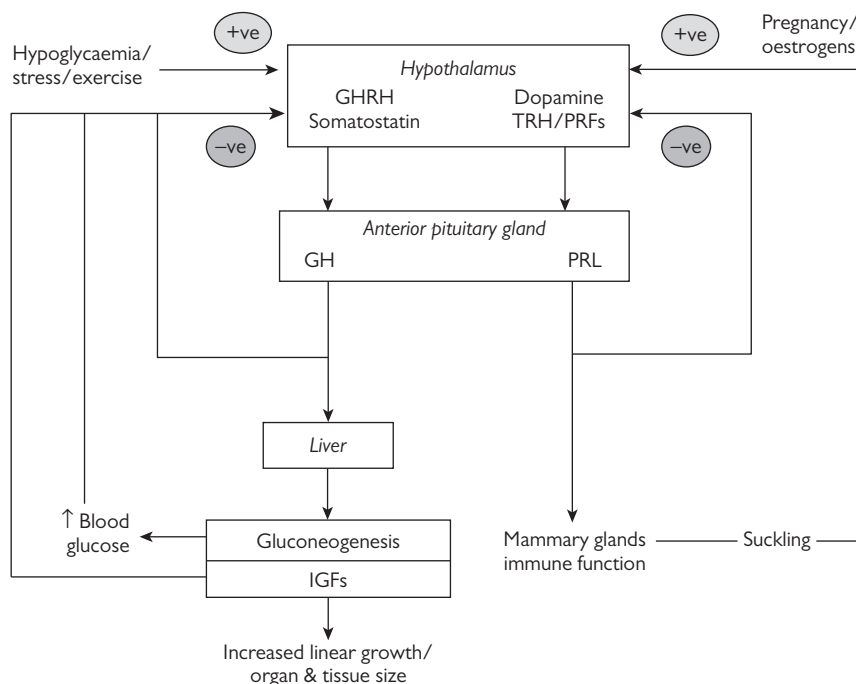 +ve
Hypoglycaemia/
stress/exercise
+ve
Pregnancy/
oestrogens
Hypothalamus
GHRH
Somatostatin
Dopamine
TRH/PRFs
–ve
–ve
Anterior pituitary gland
GH
PRL
Liver
↑ Blood
glucose
Gluconeogenesis
IGFs
Mammary glands
immune function
Suckling
Increased linear growth/
organ & tissue size